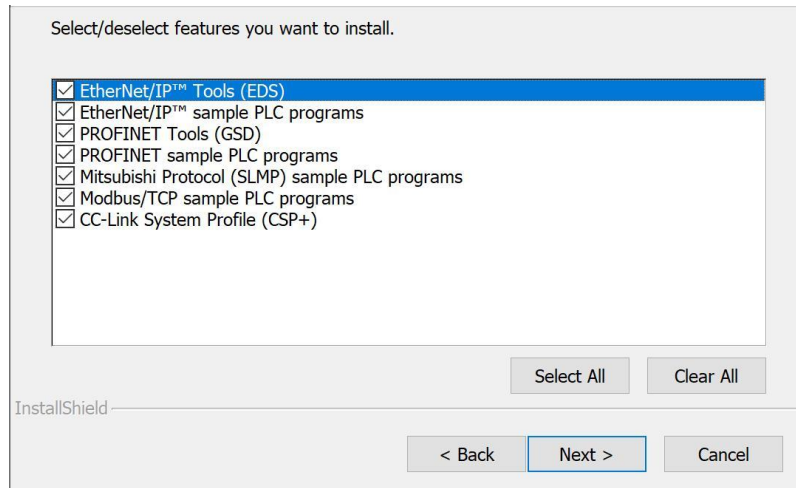 Select/deselect features you want to install.
EtherNet/IP™ Tools (EDS)
EtherNet/IP™ sample PLC programs
PROFINET Tools (GSD)
PROFINET sample PLC programs
Mitsubishi Protocol (SLMP) sample PLC programs
Modbus/TCP sample PLC programs
CC-Link System Profile (CSP+)
Select All Clear All
InstallShield
< Back Next > Cancel